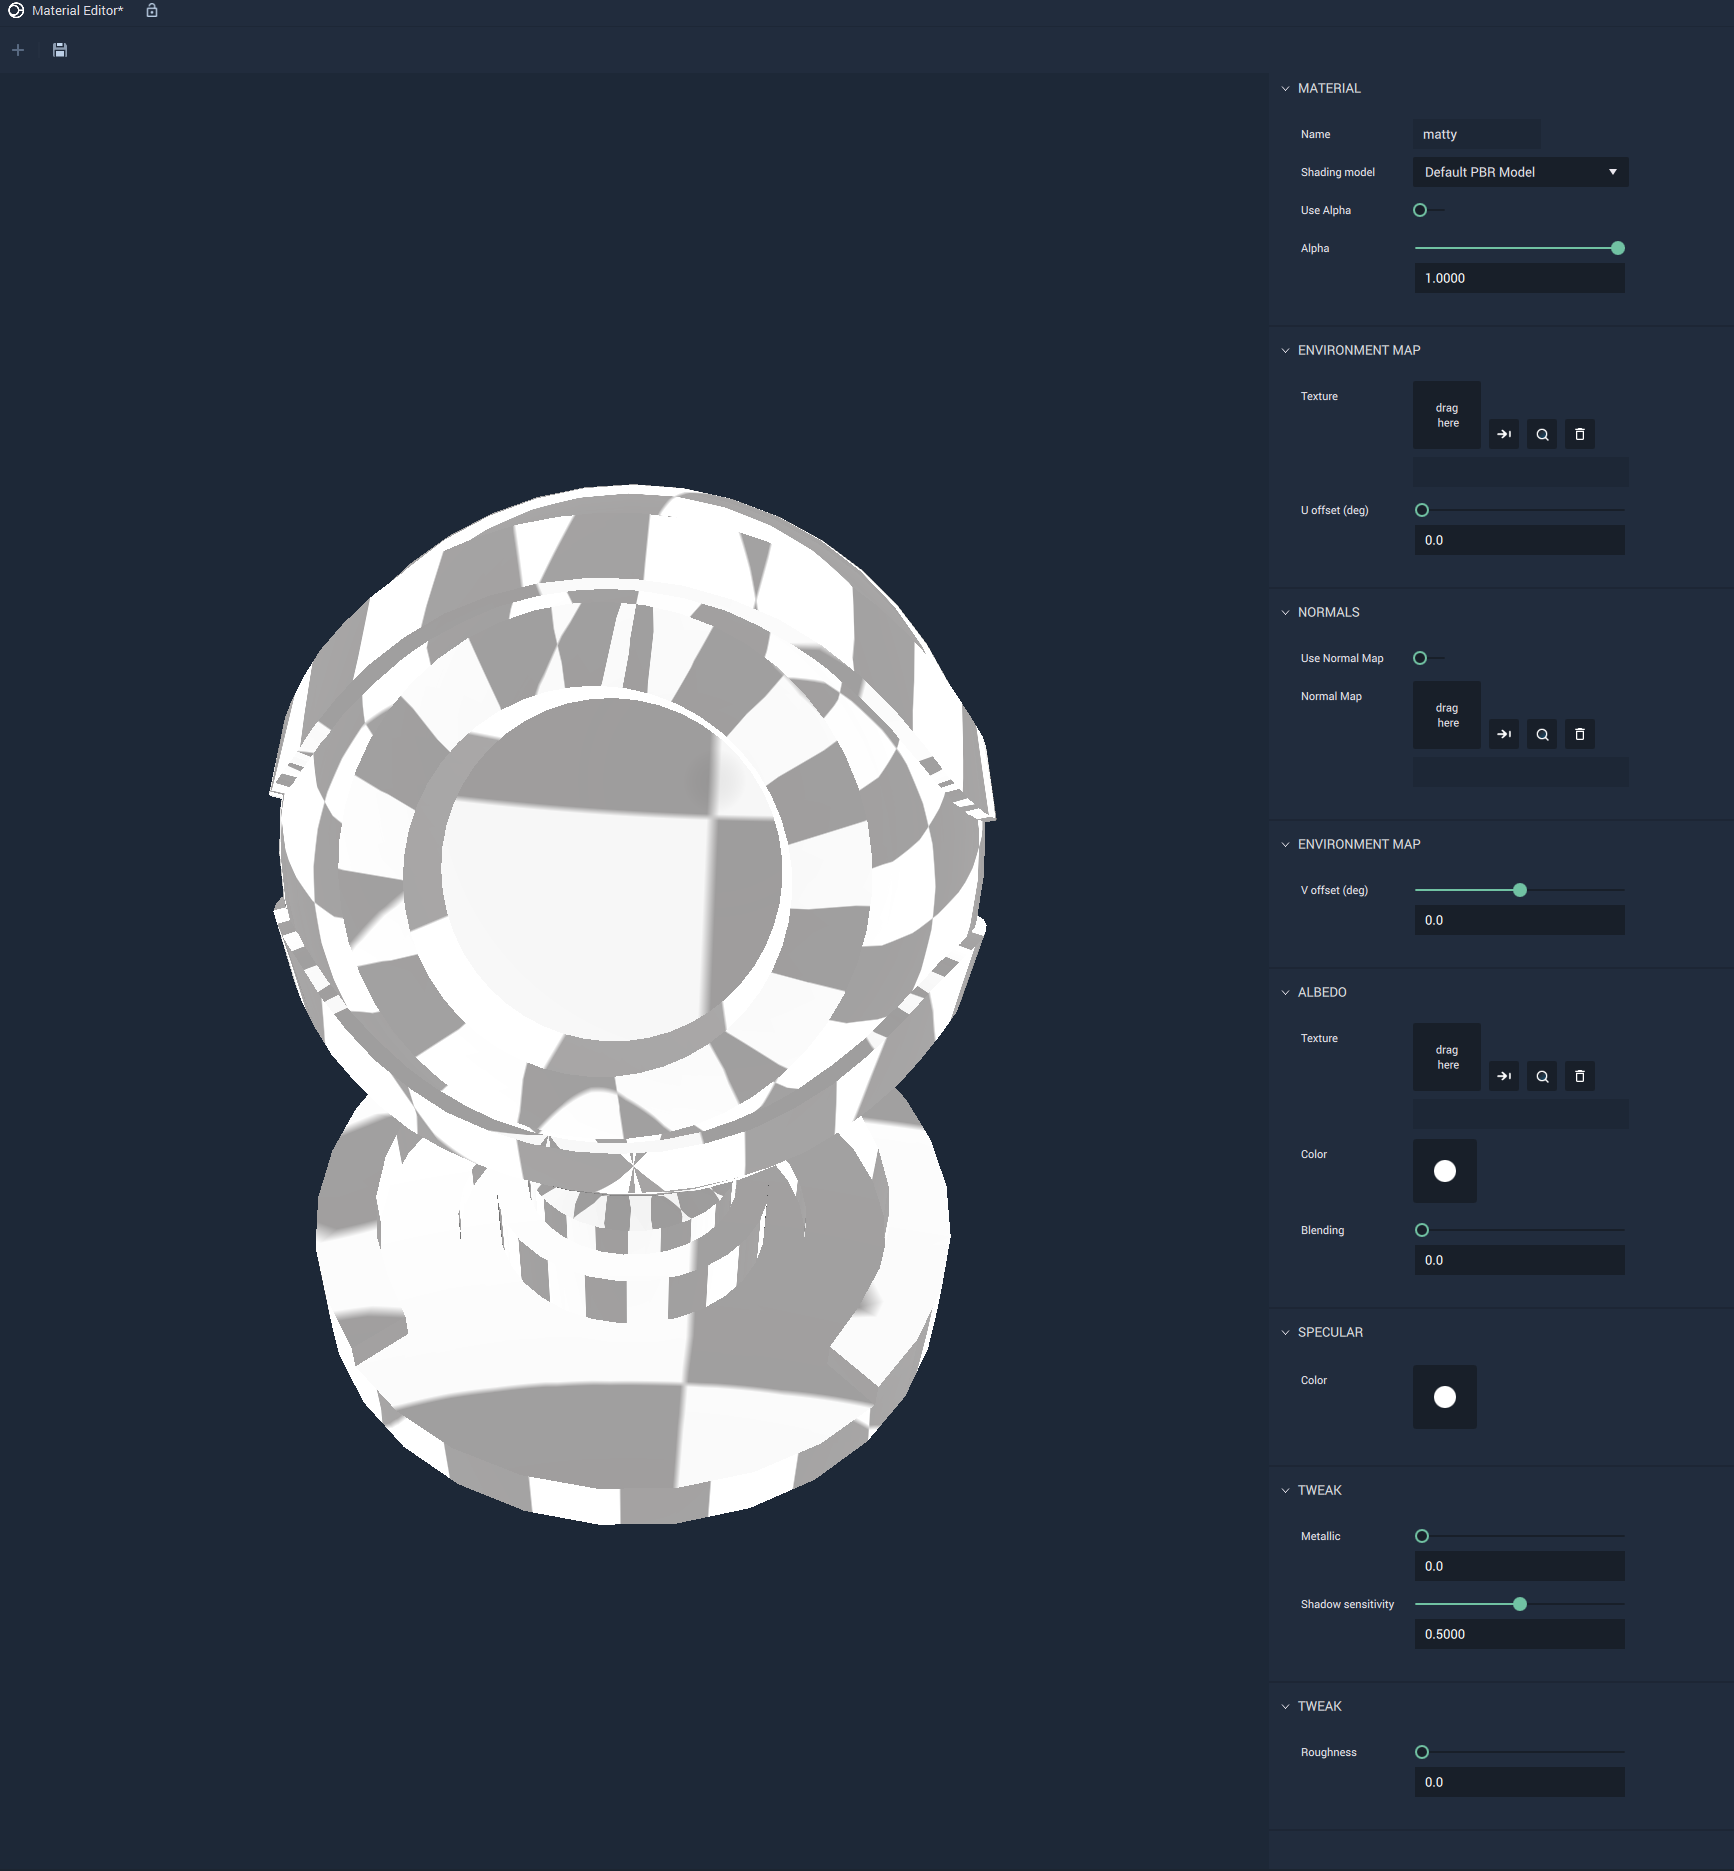 Material Editor*
MATERIAL
Name
matty
Shading model
Default PBR Model
Use Alpha
Alpha
1.0000
ENVIRONMENT MAP
Texture
drag
here
U offset (deg)
0.0
NORMALS
Use Normal Map
Normal Map
drag
here
ENVIRONMENT MAP
V offset (deg)
0.0
ALBEDO
Texture
drag
here
Color
Blending
0.0
SPECULAR
Color
TWEAK
Metallic
0.0
Shadow sensitivity
0.5000
TWEAK
Roughness
0.0